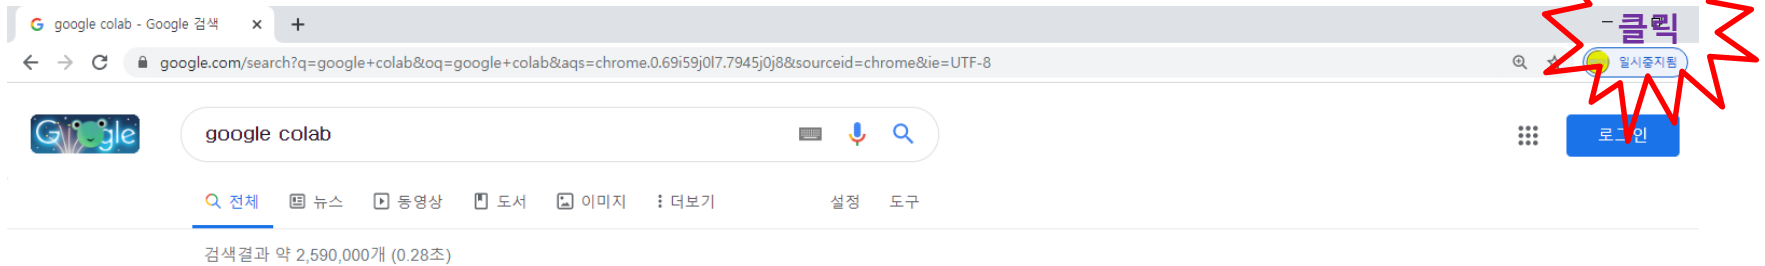 google colab - Google 검색
클릭
google.com/search?q=google+colab&oq=google+colab&aqs=chrome.0.69i59j0l7.7945j0j8&sourceid=chrome&ie=UTF-8
일시중지됨
Google
google colab
로그인
전체 뉴스 동영상 도서 이미지 더보기 설정 도구
검색결과 약 2,590,000개 (0.28초)